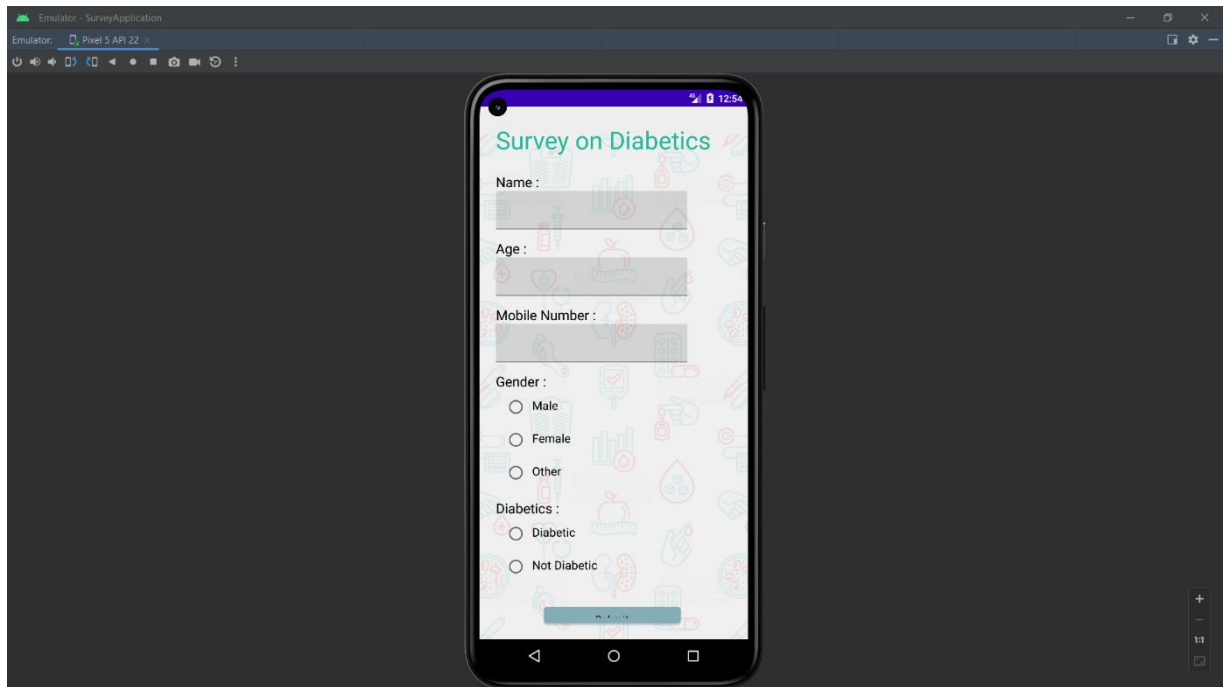 Emulator - SurveyApplication
Emulator: Pixel 5 API 22
4G 12:54
Survey on Diabetics
Name :
Age :
Mobile Number :
Gender :
Male
Female
Other
Diabetics :
Diabetic
Not Diabetic
1:1